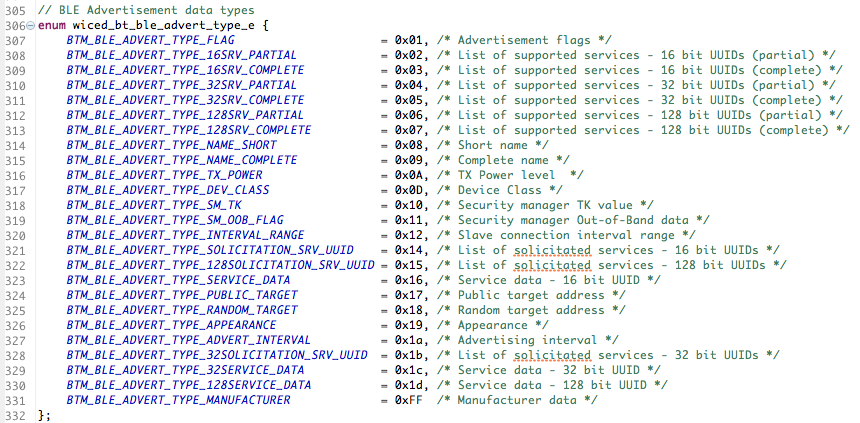 305 // BLE Advertisement data types
306 enum wiced_bt_ble_advert_type_e {
307 BTM_BLE_ADVERT_TYPE_FLAG = 0x01, /* Advertisement flags */
308 BTM_BLE_ADVERT_TYPE_16SRV_PARTIAL = 0x02, /* List of supported services - 16 bit UUIDs (partial) */
309 BTM_BLE_ADVERT_TYPE_16SRV_COMPLETE = 0x03, /* List of supported services - 16 bit UUIDs (complete) */
310 BTM_BLE_ADVERT_TYPE_32SRV_PARTIAL = 0x04, /* List of supported services - 32 bit UUIDs (partial) */
311 BTM_BLE_ADVERT_TYPE_32SRV_COMPLETE = 0x05, /* List of supported services - 32 bit UUIDs (complete) */
312 BTM_BLE_ADVERT_TYPE_128SRV_PARTIAL = 0x06, /* List of supported services - 128 bit UUIDs (partial) */
313 BTM_BLE_ADVERT_TYPE_128SRV_COMPLETE = 0x07, /* List of supported services - 128 bit UUIDs (complete) */
314 BTM_BLE_ADVERT_TYPE_NAME_SHORT = 0x08, /* Short name */
315 BTM_BLE_ADVERT_TYPE_NAME_COMPLETE = 0x09, /* Complete name */
316 BTM_BLE_ADVERT_TYPE_TX_POWER = 0x0A, /* TX Power level  */
317 BTM_BLE_ADVERT_TYPE_DEV_CLASS = 0x0D, /* Device Class */
318 BTM_BLE_ADVERT_TYPE_SM_TK = 0x10, /* Security manager TK value */
319 BTM_BLE_ADVERT_TYPE_SM_OOB_FLAG = 0x11, /* Security manager Out-of-Band data */
320 BTM_BLE_ADVERT_TYPE_INTERVAL_RANGE = 0x12, /* Slave connection interval range */
321 BTM_BLE_ADVERT_TYPE_SOLICITATION_SRV_UUID = 0x14, /* List of solicitated services - 16 bit UUIDs */
322 BTM_BLE_ADVERT_TYPE_128SOLICITATION_SRV_UUID = 0x15, /* List of solicitated services - 128 bit UUIDs */
323 BTM_BLE_ADVERT_TYPE_SERVICE_DATA = 0x16, /* Service data - 16 bit UUID */
324 BTM_BLE_ADVERT_TYPE_PUBLIC_TARGET = 0x17, /* Public target address */
325 BTM_BLE_ADVERT_TYPE_RANDOM_TARGET = 0x18, /* Random target address */
326 BTM_BLE_ADVERT_TYPE_APPEARANCE = 0x19, /* Appearance */
327 BTM_BLE_ADVERT_TYPE_ADVERT_INTERVAL = 0x1a, /* Advertising interval */
328 BTM_BLE_ADVERT_TYPE_32SOLICITATION_SRV_UUID = 0x1b, /* List of solicitated services - 32 bit UUIDs */
329 BTM_BLE_ADVERT_TYPE_32SERVICE_DATA = 0x1c, /* Service data - 32 bit UUID */
330 BTM_BLE_ADVERT_TYPE_128SERVICE_DATA = 0x1d, /* Service data - 128 bit UUID */
331 BTM_BLE_ADVERT_TYPE_MANUFACTURER = 0xFF /* Manufacturer data */
332 };